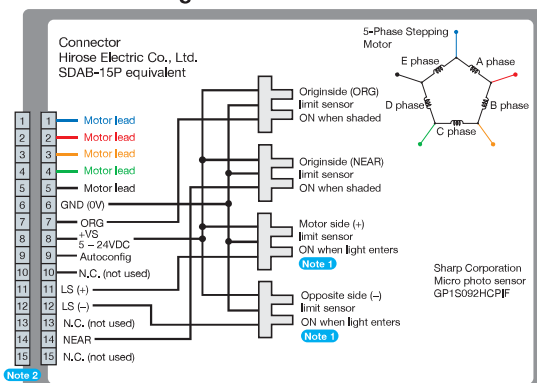 Connector
Hirose Electric Co., Ltd.
SDAB-15P equivalent
5-Phase Stepping
Motor
E phase
A phase
D phase
B phase
C phase
1 1 Motor lead
2 2 Motor lead
3 3 Motor lead
4 4 Motor lead
5 5 Motor lead
6 6 GND (0V)
7 7 ORG
8 8 +VS
5 – 24VDC
9 9 Autoconfig
10 10 N.C. (not used)
11 11 LS (+)
12 12 LS (–)
13 13 N.C. (not used)
14 14 NEAR
15 15 N.C. (not used)
Note 2
Originside (ORG)
limit sensor
ON when shaded
Originside (NEAR)
limit sensor
ON when shaded
Motor side (+)
limit sensor
ON when light enters
Note 1
Opposite side (–)
limit sensor
ON when light enters
Note 1
Sharp Corporation
Micro photo sensor
GP1S092HCPIF